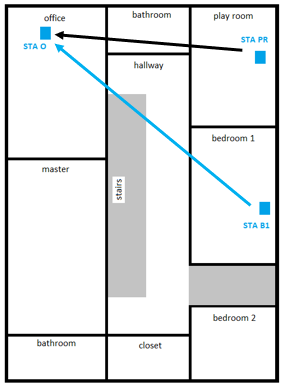 office
bathroom
play room
STA O
STA PR
hallway
bedroom 1
master
stairs
STA B1
bedroom 2
bathroom
closet